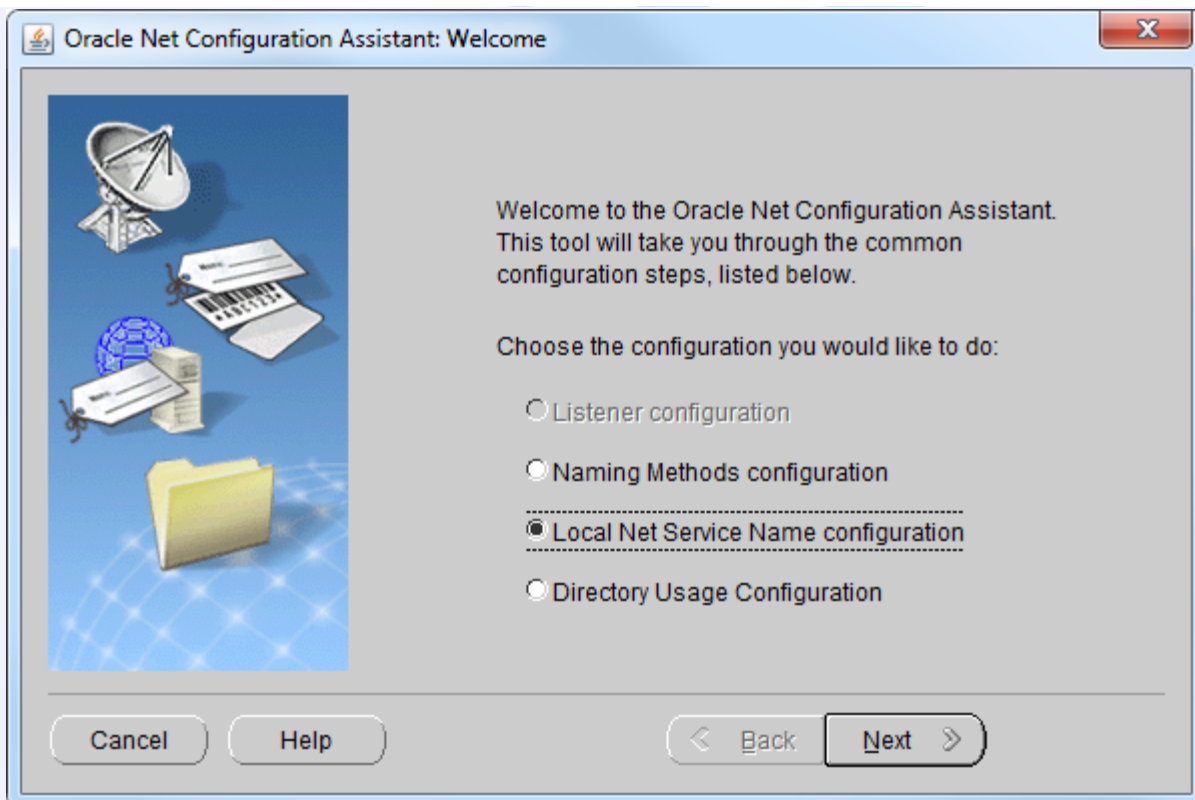 Oracle Net Configuration Assistant: Welcome
Welcome to the Oracle Net Configuration Assistant.
This tool will take you through the common
configuration steps, listed below.
Choose the configuration you would like to do:
Listener configuration
Naming Methods configuration
Local Net Service Name configuration
Directory Usage Configuration
Cancel
Help
Back
Next